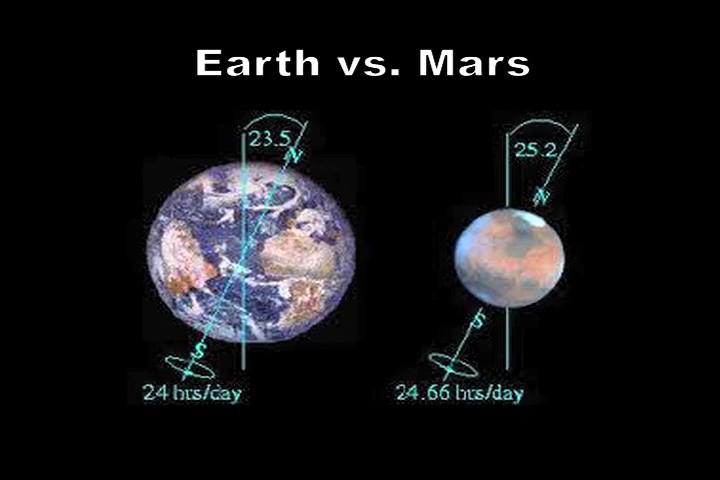 Earth vs. Mars
23.5
N
25.2
N
S
S
24 hrs/day
24.66 hrs/day